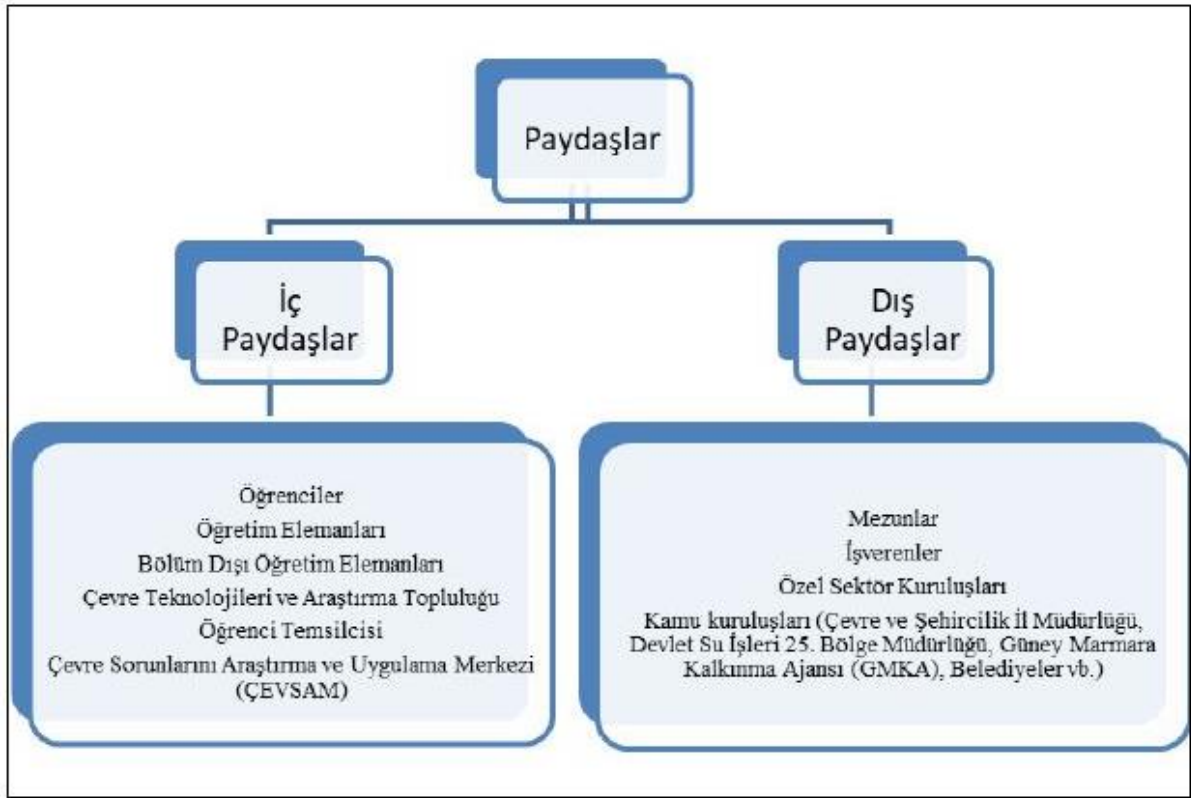 Paydaşlar
İç
Paydaşlar
Dış
Paydaşlar
Öğrenciler
Öğretim Elemanları
Bölüm Dışı Öğretim Elemanları
Çevre Teknolojileri ve Araştırma Topluluğu
Öğrenci Temsilcisi
Çevre Sorunlarını Araştırma ve Uygulama Merkezi
(ÇEVSAM)
Mezunlar
İşverenler
Özel Sektör Kuruluşları
Kamu kuruluşları (Çevre ve Şehircilik İl Müdürlüğü,
Devlet Su İşleri 25. Bölge Müdürlüğü, Güney Marmara
Kalkınma Ajansı (GMKA), Belediyeler vb.)